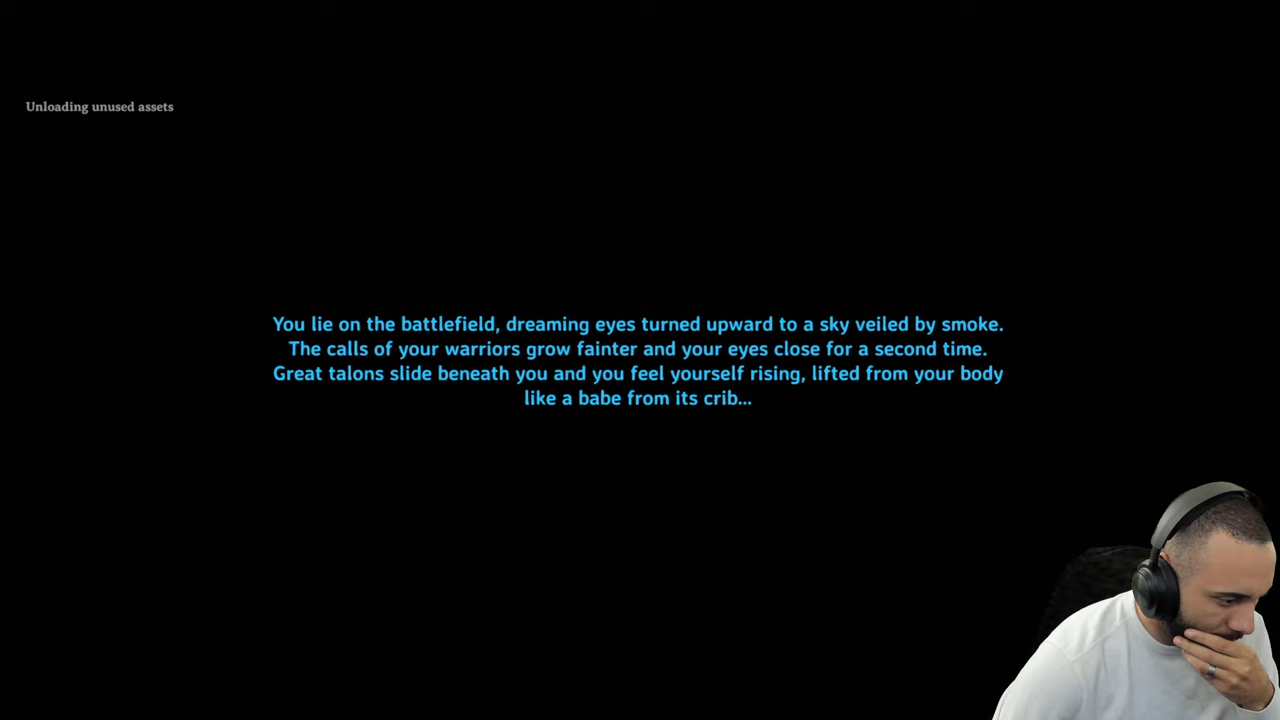 Unloading unused assets
You lie on the battlefield, dreaming eyes turned upward to a sky veiled by smoke.
The calls of your warriors grow fainter and your eyes close for a second time.
Great talons slide beneath you and you feel yourself rising, lifted from your body
like a babe from its crib...